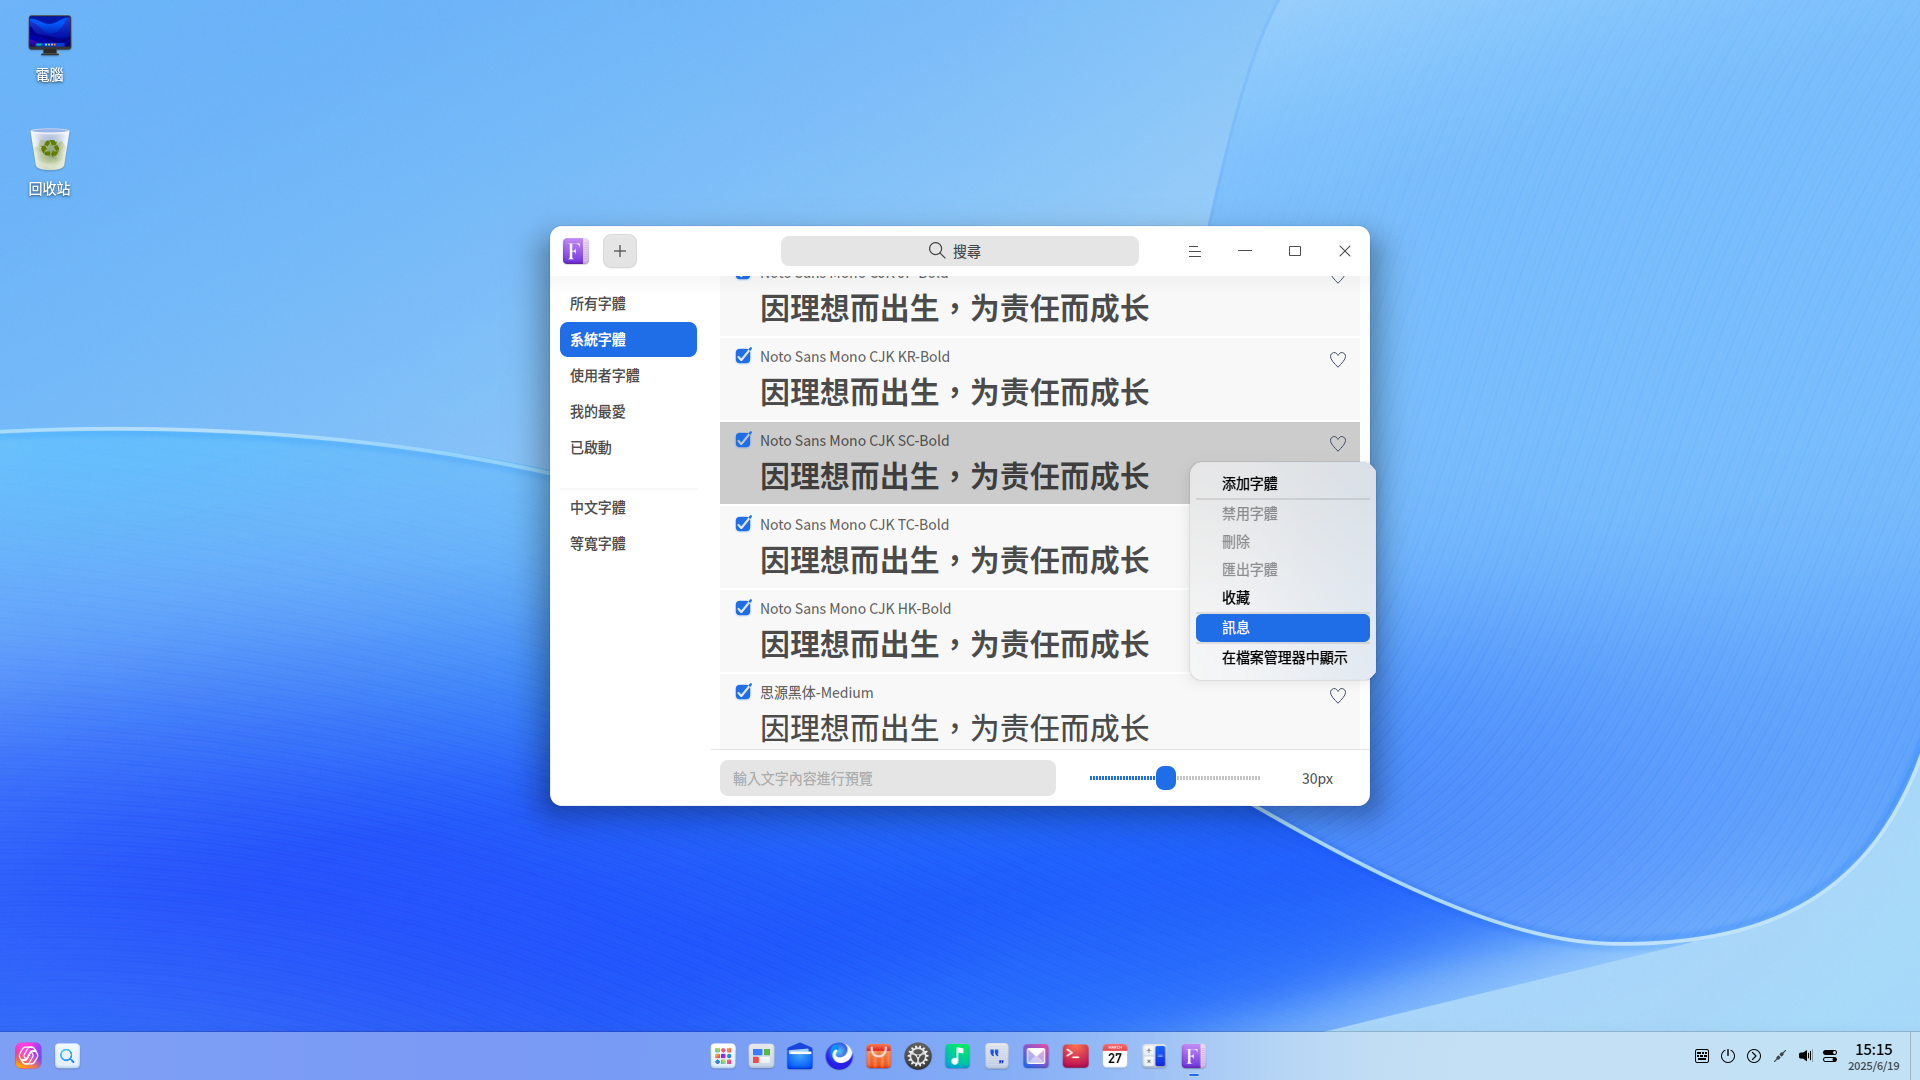 電腦
回收站
搜尋
所有字體
系統字體
使用者字體
我的最愛
已啟動
中文字體
等寬字體
Noto Sans Mono CJK JP-Bold
因理想而出生，为责任而成长
Noto Sans Mono CJK KR-Bold
因理想而出生，为责任而成长
Noto Sans Mono CJK SC-Bold
因理想而出生，为责任而成长
Noto Sans Mono CJK TC-Bold
因理想而出生，为责任而成长
Noto Sans Mono CJK HK-Bold
因理想而出生，为责任而成长
思源黑体-Medium
因理想而出生，为责任而成长
添加字體
禁用字體
刪除
匯出字體
收藏
訊息
在檔案管理器中顯示
輸入文字內容進行預覽
30px
MARCH
27
15:15
2025/6/19